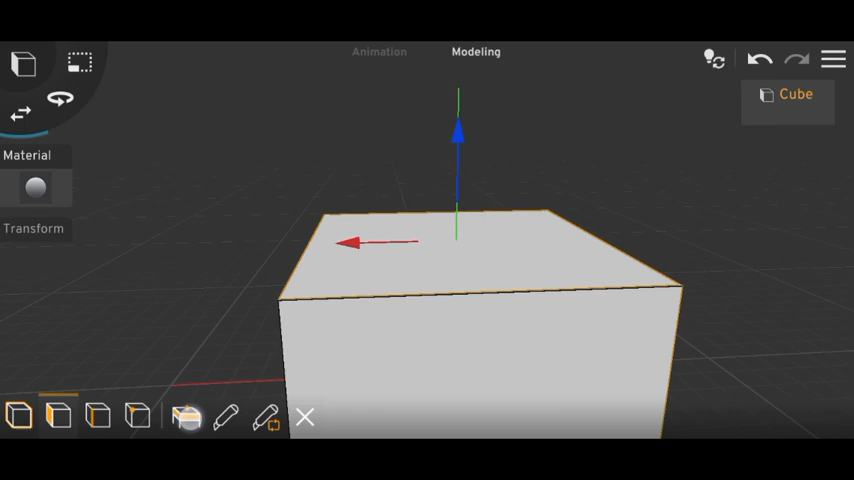 Animation
Modeling
Cube
Material
Transform